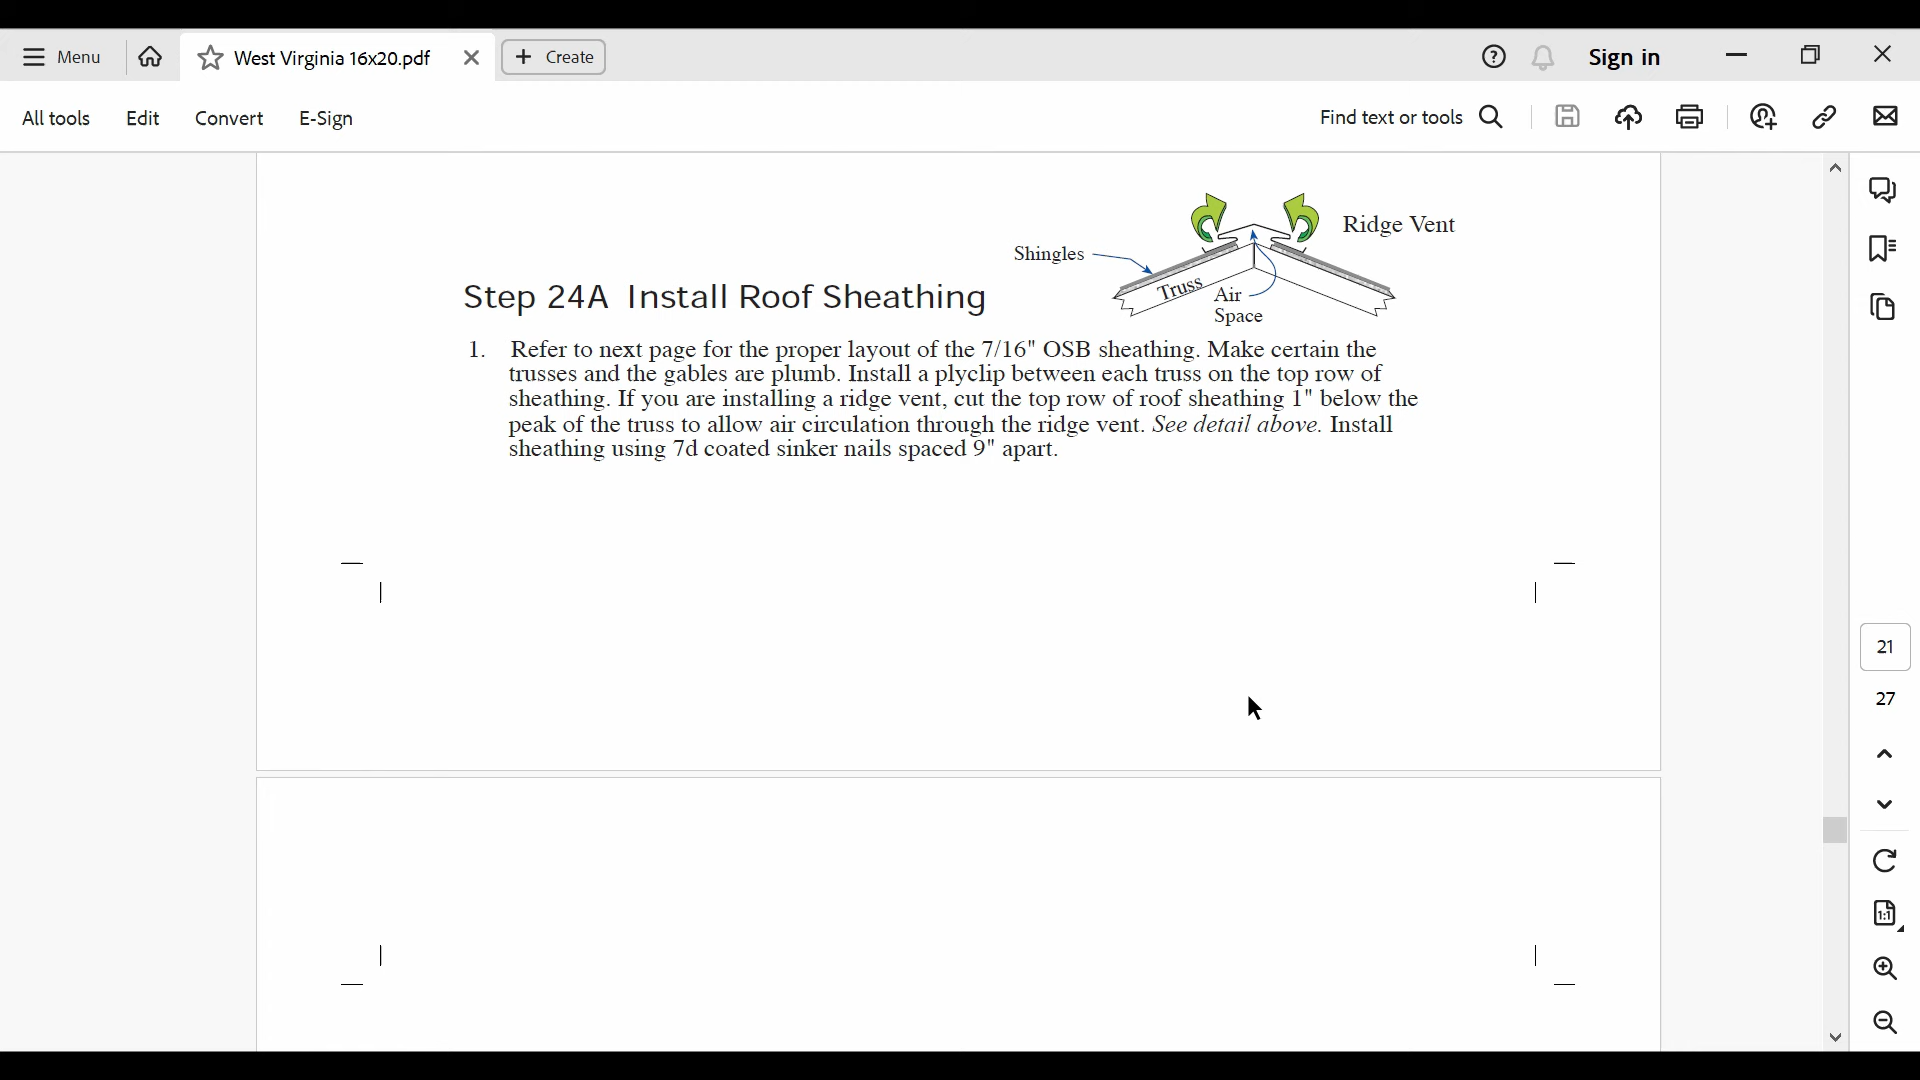 Menu
West Virginia 16x20.pdf
Create
Sign in
All tools
Edit
Convert
E-Sign
Find text or tools
Ridge Vent
Shingles
Truss
Air
Space
Step 24A Install Roof Sheathing
1. Refer to next page for the proper layout of the 7/16" OSB sheathing. Make certain the
trusses and the gables are plumb. Install a plyclip between each truss on the top row of
sheathing. If you are installing a ridge vent, cut the top row of roof sheathing 1" below the
peak of the truss to allow air circulation through the ridge vent. See detail above. Install
sheathing using 7d coated sinker nails spaced 9" apart.
21
27
1:1